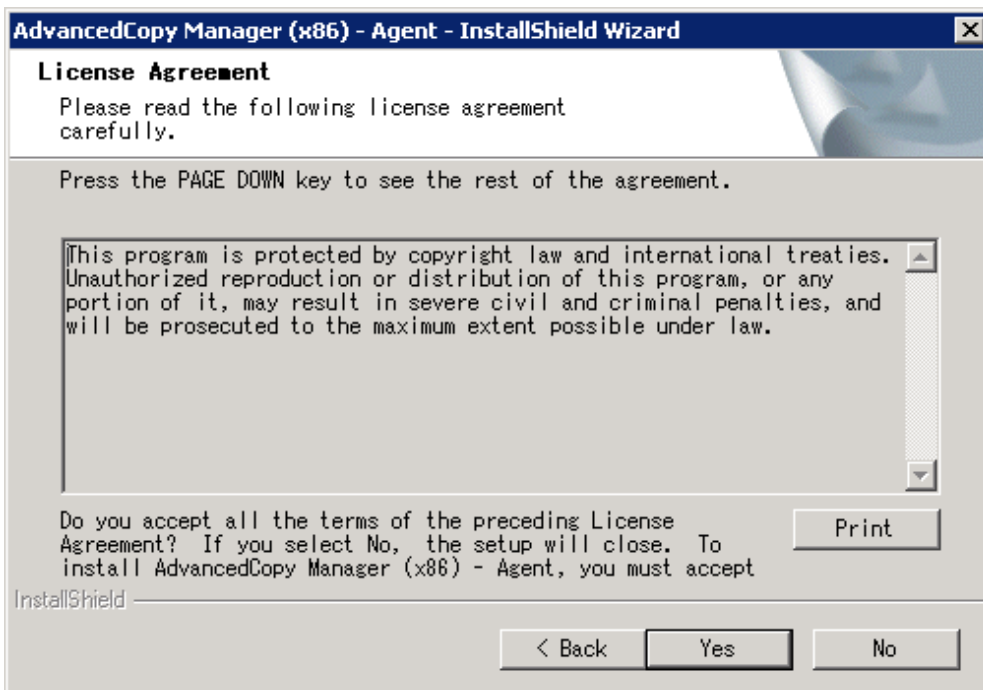 AdvancedCopy Manager (x86) - Agent - InstallShield Wizard
License Agreement
Please read the following license agreement
carefully.
Press the PAGE DOWN key to see the rest of the agreement.
This program is protected by copyright law and international treaties.
Unauthorized reproduction or distribution of this program, or any
portion of it, may result in severe civil and criminal penalties, and
will be prosecuted to the maximum extent possible under law.
Do you accept all the terms of the preceding License
Agreement?  If you select No,  the setup will close.  To
install AdvancedCopy Manager (x86) - Agent, you must accept
Print
InstallShield
< Back
Yes
No